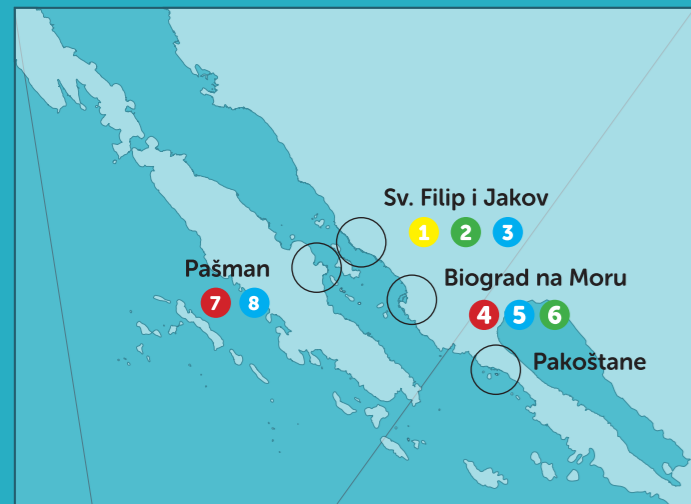 Sv. Filip i Jakov
1 2 3
Pašman
7 8
Biograd na Moru
4 5 6
Pakoštane